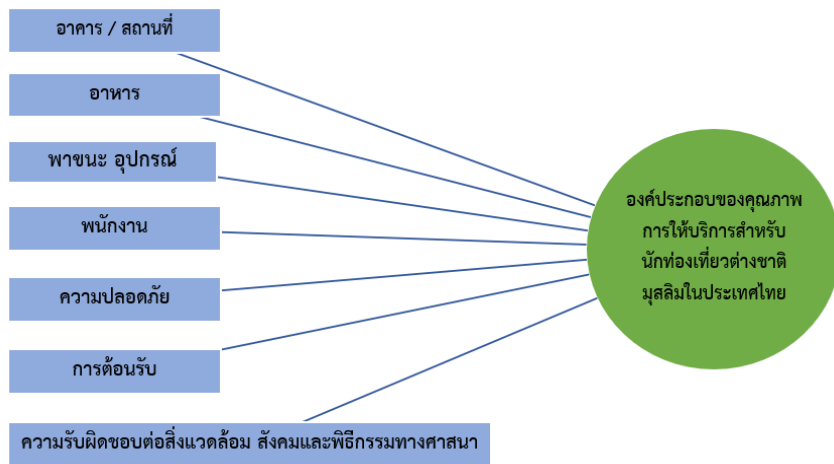 อาคาร / สถานที่
อาหาร
พาขนะ อุปกรณ์
พนักงาน
ความปลอดภัย
การต้อนรับ
ความรับผิดชอบต่อสิ่งแวดล้อม สังคมและพิธีกรรมทางศาสนา
องค์ประกอบของคุณภาพ
การให้บริการสำหรับ
นักท่องเที่ยวต่างชาติ
มุสลิมในประเทศไทย